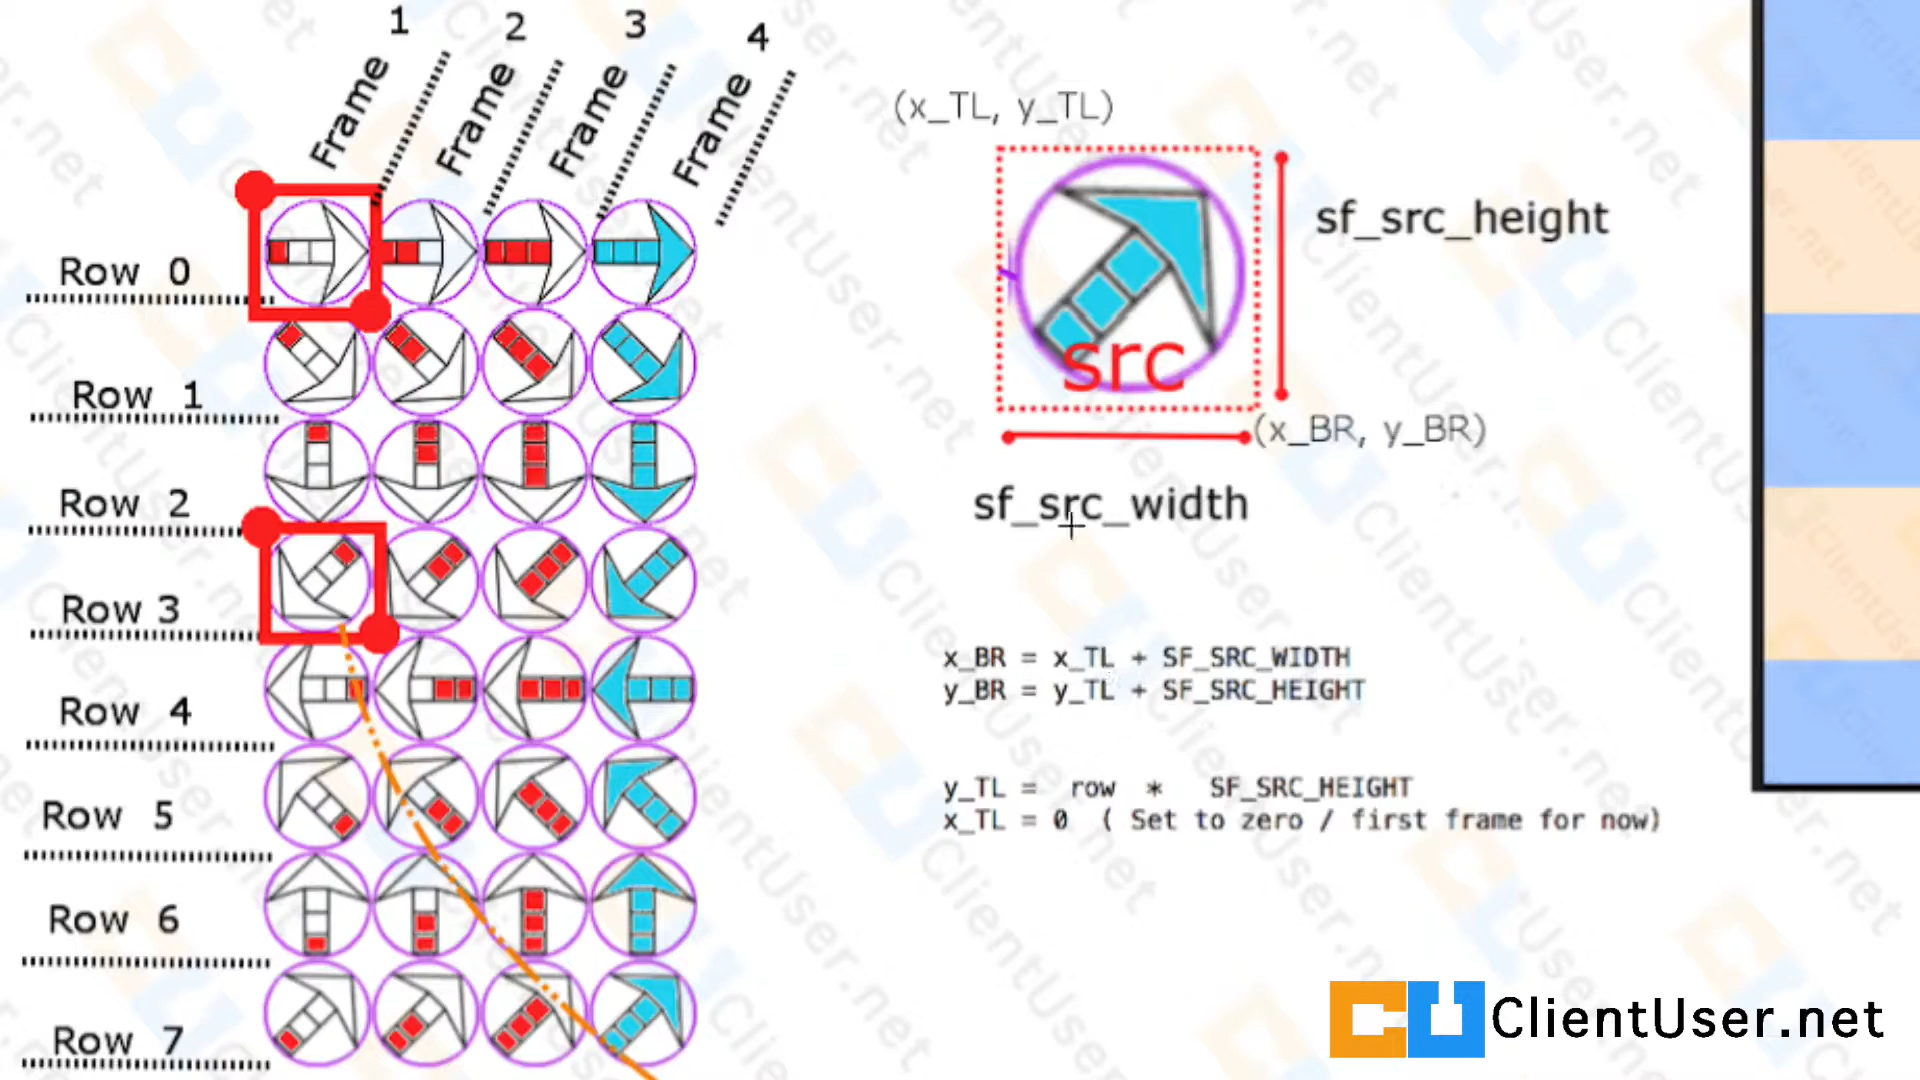 Frame 1
Frame 2
Frame 3
Frame 4
Row 0
Row 1
Row 2
Row 3
Row 4
Row 5
Row 6
Row 7
(x_TL, y_TL)
src
sf_src_height
(x_BR, y_BR)
sf_src_width
x_BR = x_TL + SF_SRC_WIDTH
y_BR = y_TL + SF_SRC_HEIGHT
y_TL = row * SF_SRC_HEIGHT
x_TL = 0 ( Set to zero / first frame for now)
ClientUser.net